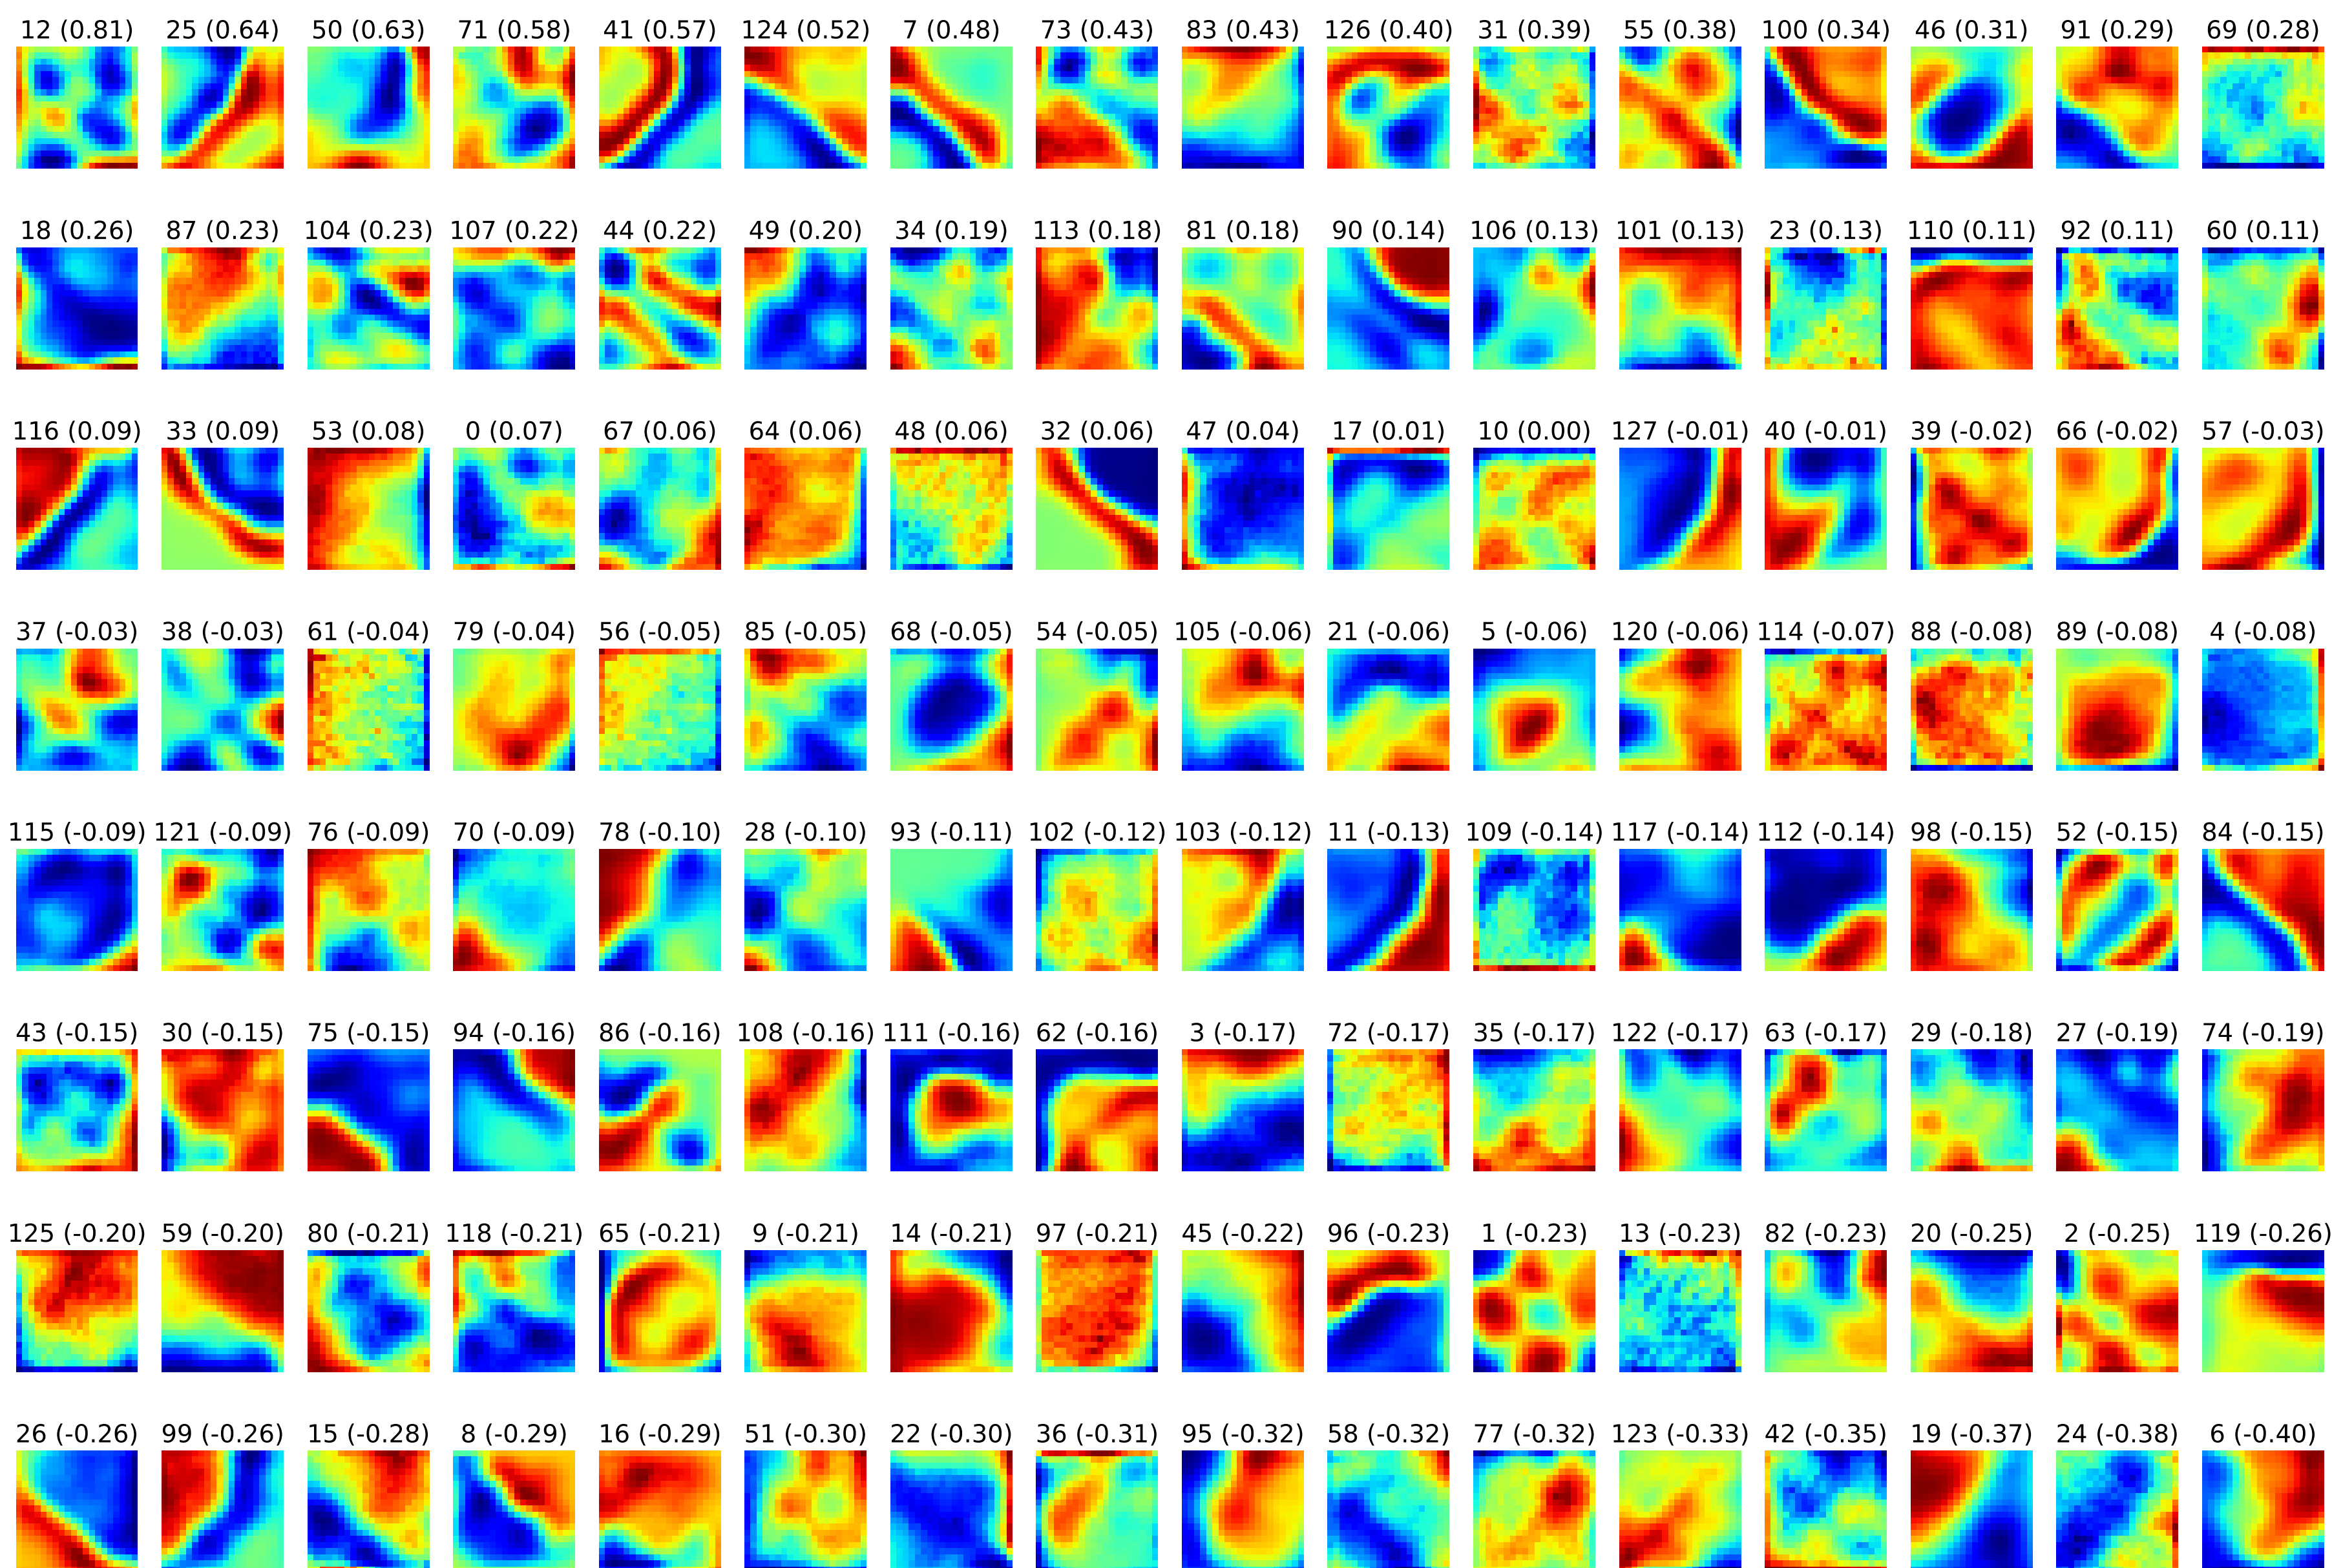 12 (0.81) 25 (0.64) 50 (0.63) 71 (0.58) 41 (0.57) 124 (0.52) 7 (0.48) 73 (0.43) 83 (0.43) 126 (0.40) 31 (0.39) 55 (0.38) 100 (0.34) 46 (0.31) 91 (0.29) 69 (0.28)
18 (0.26) 87 (0.23) 104 (0.23) 107 (0.22) 44 (0.22) 49 (0.20) 34 (0.19) 113 (0.18) 81 (0.18) 90 (0.14) 106 (0.13) 101 (0.13) 23 (0.13) 110 (0.11) 92 (0.11) 60 (0.11)
116 (0.09) 33 (0.09) 53 (0.08) 0 (0.07) 67 (0.06) 64 (0.06) 48 (0.06) 32 (0.06) 47 (0.04) 17 (0.01) 10 (0.00) 127 (-0.01) 40 (-0.01) 39 (-0.02) 66 (-0.02) 57 (-0.03)
37 (-0.03) 38 (-0.03) 61 (-0.04) 79 (-0.04) 56 (-0.05) 85 (-0.05) 68 (-0.05) 54 (-0.05) 105 (-0.06) 21 (-0.06) 5 (-0.06) 120 (-0.06) 114 (-0.07) 88 (-0.08) 89 (-0.08) 4 (-0.08)
115 (-0.09) 121 (-0.09) 76 (-0.09) 70 (-0.09) 78 (-0.10) 28 (-0.10) 93 (-0.11) 102 (-0.12) 103 (-0.12) 11 (-0.13) 109 (-0.14) 117 (-0.14) 112 (-0.14) 98 (-0.15) 52 (-0.15) 84 (-0.15)
43 (-0.15) 30 (-0.15) 75 (-0.15) 94 (-0.16) 86 (-0.16) 108 (-0.16) 111 (-0.16) 62 (-0.16) 3 (-0.17) 72 (-0.17) 35 (-0.17) 122 (-0.17) 63 (-0.17) 29 (-0.18) 27 (-0.19) 74 (-0.19)
125 (-0.20) 59 (-0.20) 80 (-0.21) 118 (-0.21) 65 (-0.21) 9 (-0.21) 14 (-0.21) 97 (-0.21) 45 (-0.22) 96 (-0.23) 1 (-0.23) 13 (-0.23) 82 (-0.23) 20 (-0.25) 2 (-0.25) 119 (-0.26)
26 (-0.26) 99 (-0.26) 15 (-0.28) 8 (-0.29) 16 (-0.29) 51 (-0.30) 22 (-0.30) 36 (-0.31) 95 (-0.32) 58 (-0.32) 77 (-0.32) 123 (-0.33) 42 (-0.35) 19 (-0.37) 24 (-0.38) 6 (-0.40)